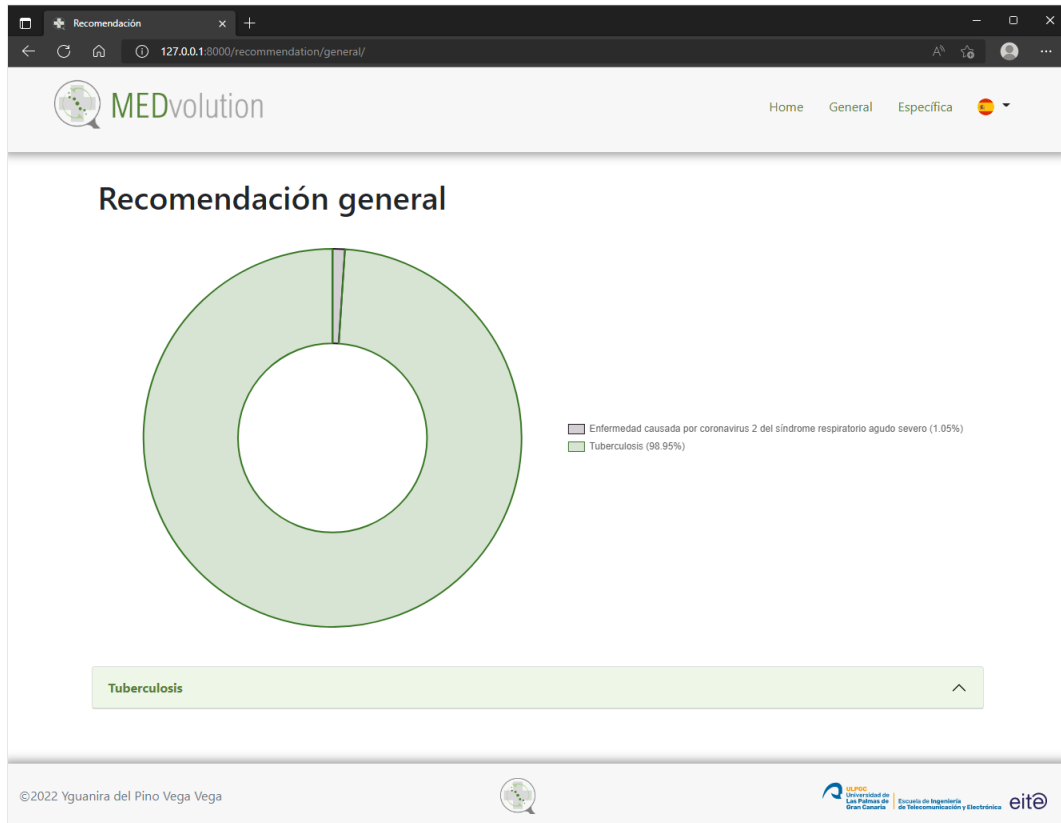 Recomendación
127.0.0.1:8000/recommendation/general/
MEDvolution
Home General Específica
Recomendación general
Enfermedad causada por coronavirus 2 del síndrome respiratorio agudo severo (1.05%)
Tuberculosis (98.95%)
Tuberculosis
©2022 Yguanira del Pino Vega Vega
ULPGC
Universidad de
Las Palmas de
Gran Canaria
Escuela de Ingeniería
de Telecomunicación y Electrónica
eite